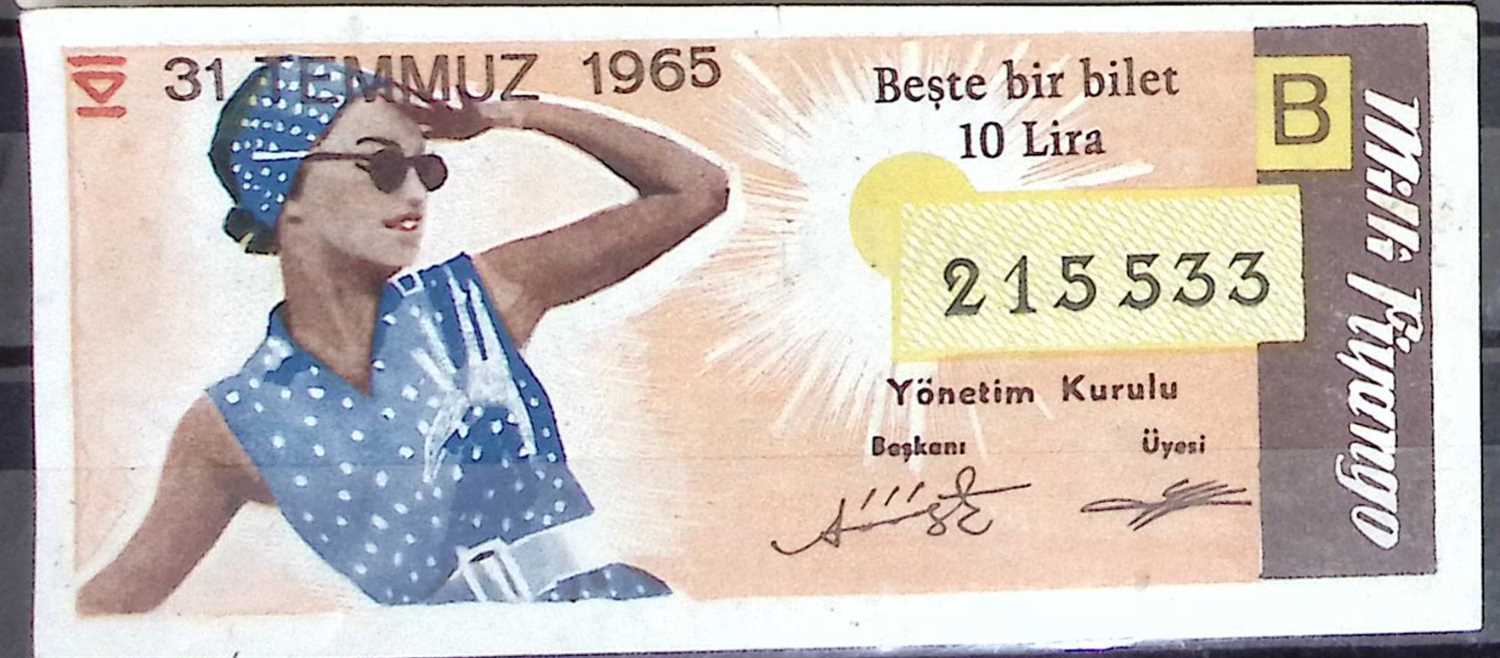 31 TEMMUZ 1965
Beşte bir bilet
10 Lira
B
215533
Milli Piyango
Yönetim Kurulu
Başkanı
Üyesi